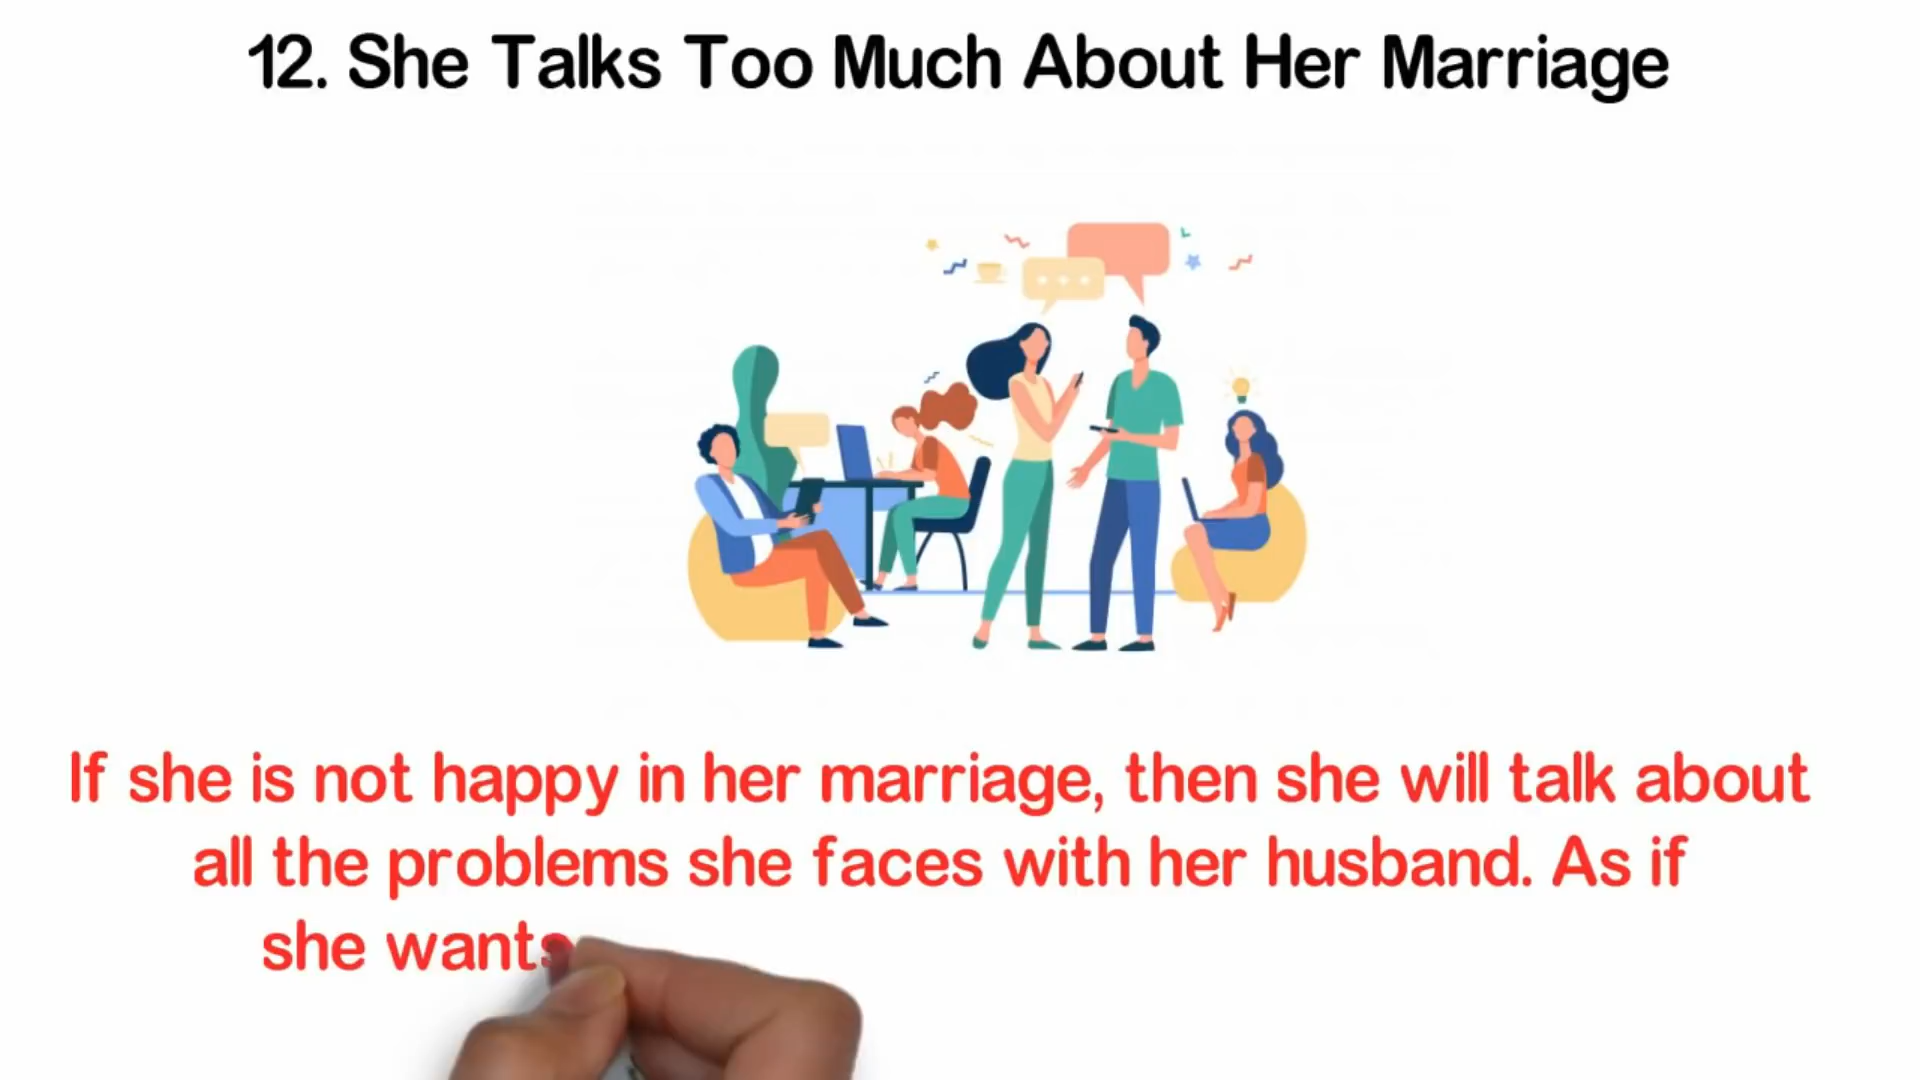 12. She Talks Too Much About Her Marriage
If she is not happy in her marriage, then she will talk about
all the problems she faces with her husband. As if
she wants